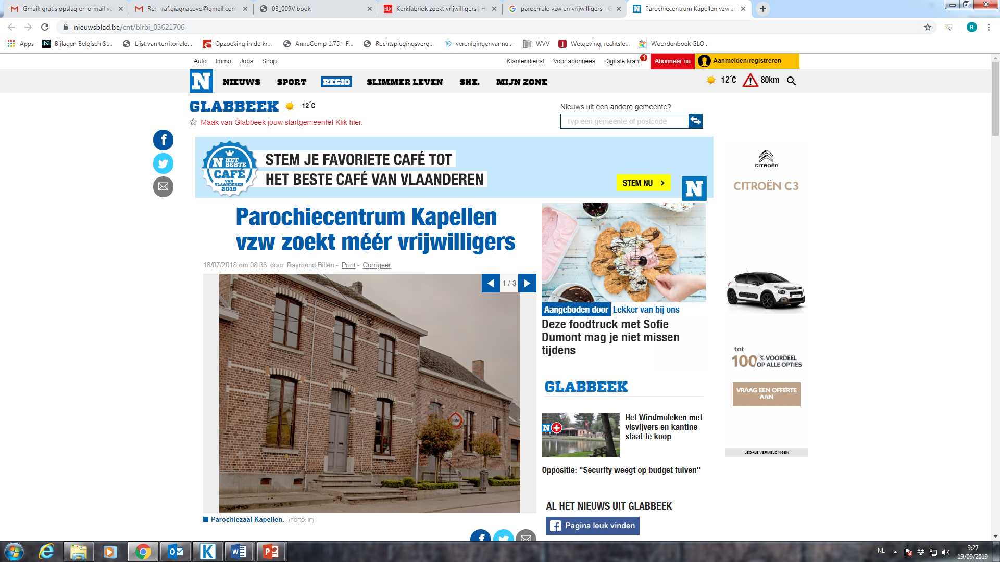 Gmail: gratis opslag en e-mail va
Re: - raf.giagnacovo@gmail.com
03_009V.book
HLN Kerkfabriek zoekt vrijwilligers | H
parochiale vzw en vrijwilligers - G
Parochiecentrum Kapellen vzw zo
nieuwsblad.be/cnt/blrbi_03621706
R
Apps
Bijlagen Belgisch St...
Lijst van territoriale...
Opzoeking in de kr...
AnnuComp 1.75 - F...
Rechtsplegingsverg...
verenigingenvannu....
WVV
Wetgeving, rechtsle...
Woordenboek GLO...
Auto Immo Jobs Shop
Klantendienst Voor abonnees Digitale krant 1 Abonneer nu Aanmelden/registreren
N NIEUWS SPORT REGIO SLIMMER LEVEN SHE. MIJN ZONE
12°C 80km
GLABBEEK 12°C
Maak van Glabbeek jouw startgemeente! Klik hier.
Nieuws uit een andere gemeente?
Typ een gemeente of postcode
N HET BESTE CAFÉ VAN VLAANDEREN 2019
STEM JE FAVORIETE CAFÉ TOT
HET BESTE CAFÉ VAN VLAANDEREN
STEM NU
N
Parochiecentrum Kapellen
vzw zoekt méér vrijwilligers
18/07/2018 om 08:36 door Raymond Billen - Print - Corrigeer
1 / 3
Parochiezaal Kapellen. (FOTO: IF)
Aangeboden door Lekker van bij ons
Deze foodtruck met Sofie
Dumont mag je niet missen
tijdens
GLABBEEK
N
Het Windmoleken met
visvijvers en kantine
staat te koop
Oppositie: "Security weegt op budget fuiven"
AL HET NIEUWS UIT GLABBEEK
Pagina leuk vinden
CITROËN
CITROËN C3
tot
100% VOORDEEL
OP ALLE OPTIES
VRAAG EEN OFFERTE
AAN
LEGALE VERMELDINGEN
NL
9:27
19/09/2019